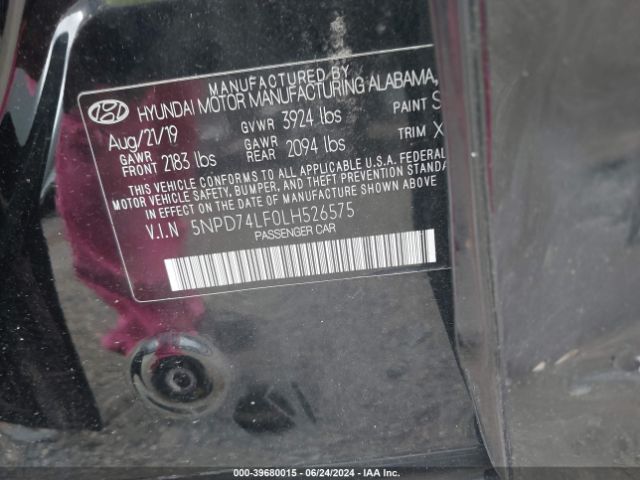 MANUFACTURED BY
HYUNDAI MOTOR MANUFACTURING ALABAMA,
Aug/21/19 GVWR 3924 lbs PAINT S
GAWR FRONT 2183 lbs GAWR REAR 2094 lbs TRIM X
THIS VEHICLE CONFORMS TO ALL APPLICABLE U.S.A. FEDERAL
MOTOR VEHICLE SAFETY, BUMPER, AND THEFT PREVENTION STANDA
IN EFFECT ON THE DATE OF MANUFACTURE SHOWN ABOVE
V.I.N 5NPD74LF0LH526575
PASSENGER CAR
000-39680015 - 06/24/2024 - IAA Inc.